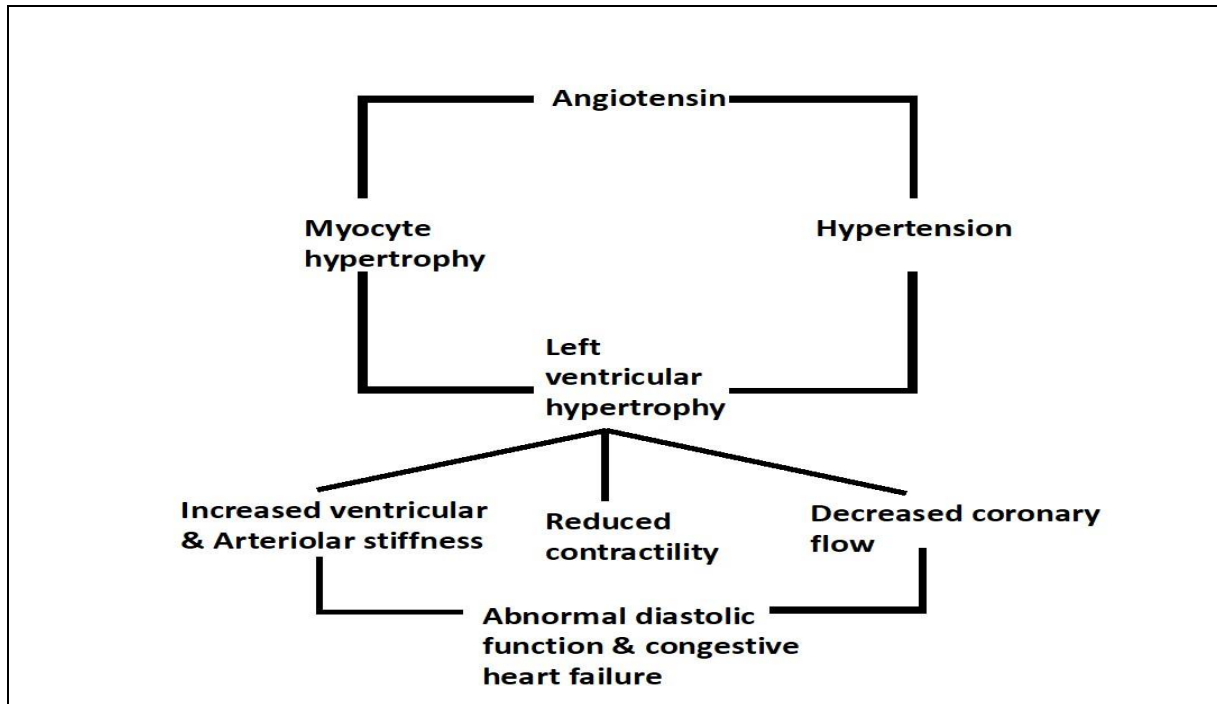 Angiotensin
Myocyte
hypertrophy
Hypertension
Left
ventricular
hypertrophy
Increased ventricular
& Arteriolar stiffness
Reduced
contractility
Decreased coronary
flow
Abnormal diastolic
function & congestive
heart failure